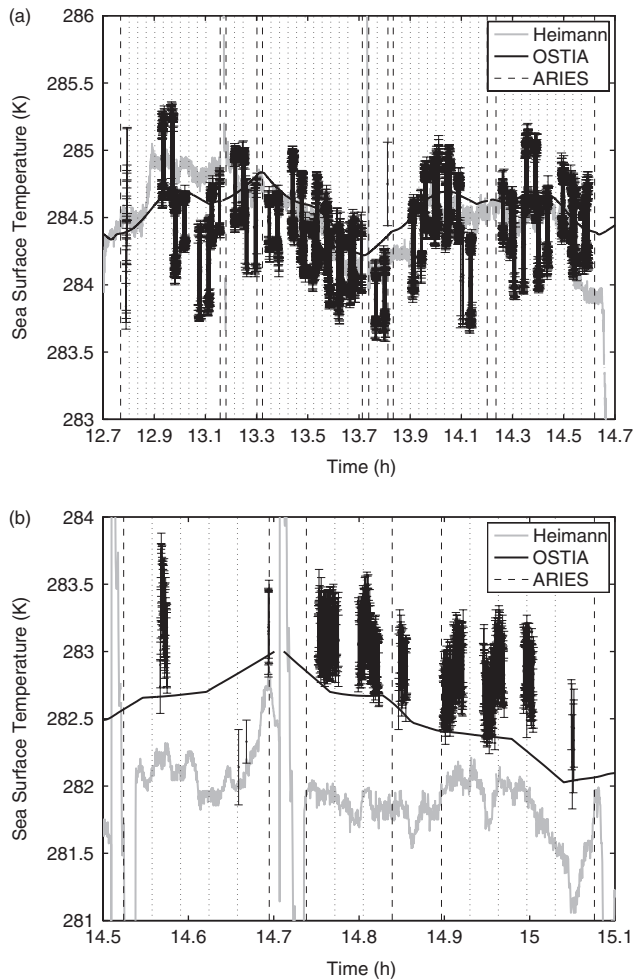 (a)
286
285.5
285
284.5
284
283.5
283
Sea Surface Temperature (K)
Heimann
OSTIA
ARIES
12.7 12.9 13.1 13.3 13.5 13.7 13.9 14.1 14.3 14.5 14.7
Time (h)
(b)
284
283.5
283
282.5
282
281.5
281
Sea Surface Temperature (K)
Heimann
OSTIA
ARIES
14.5 14.6 14.7 14.8 14.9 15 15.1
Time (h)